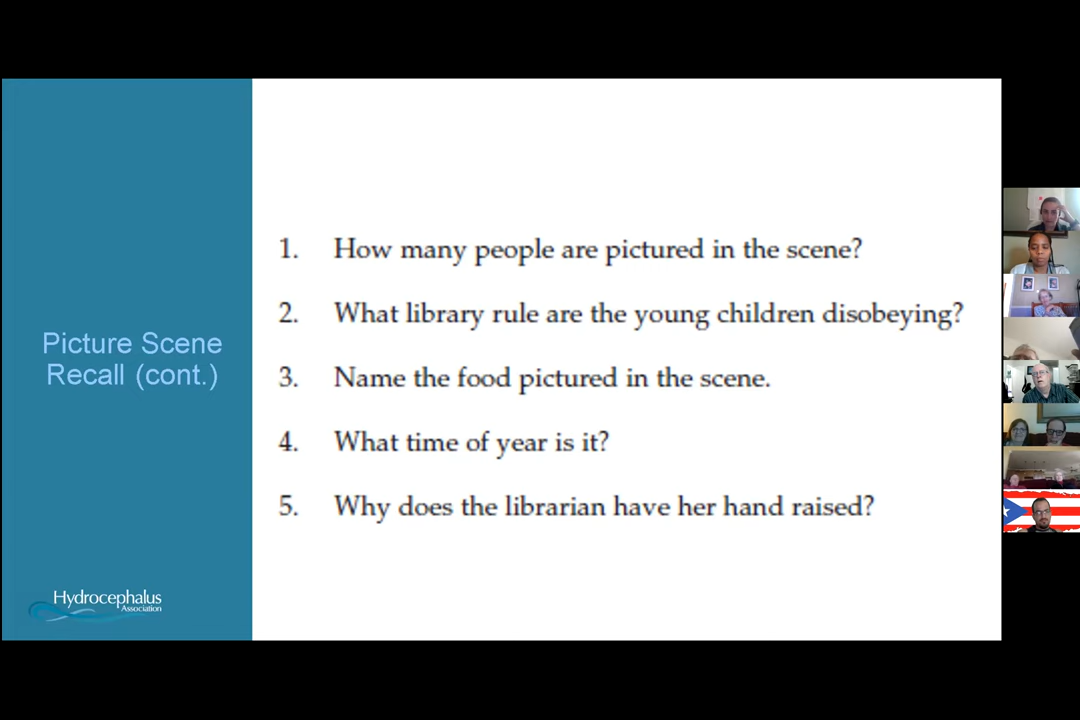 Picture Scene
Recall (cont.)
1. How many people are pictured in the scene?
2. What library rule are the young children disobeying?
3. Name the food pictured in the scene.
4. What time of year is it?
5. Why does the librarian have her hand raised?
Hydrocephalus
Association